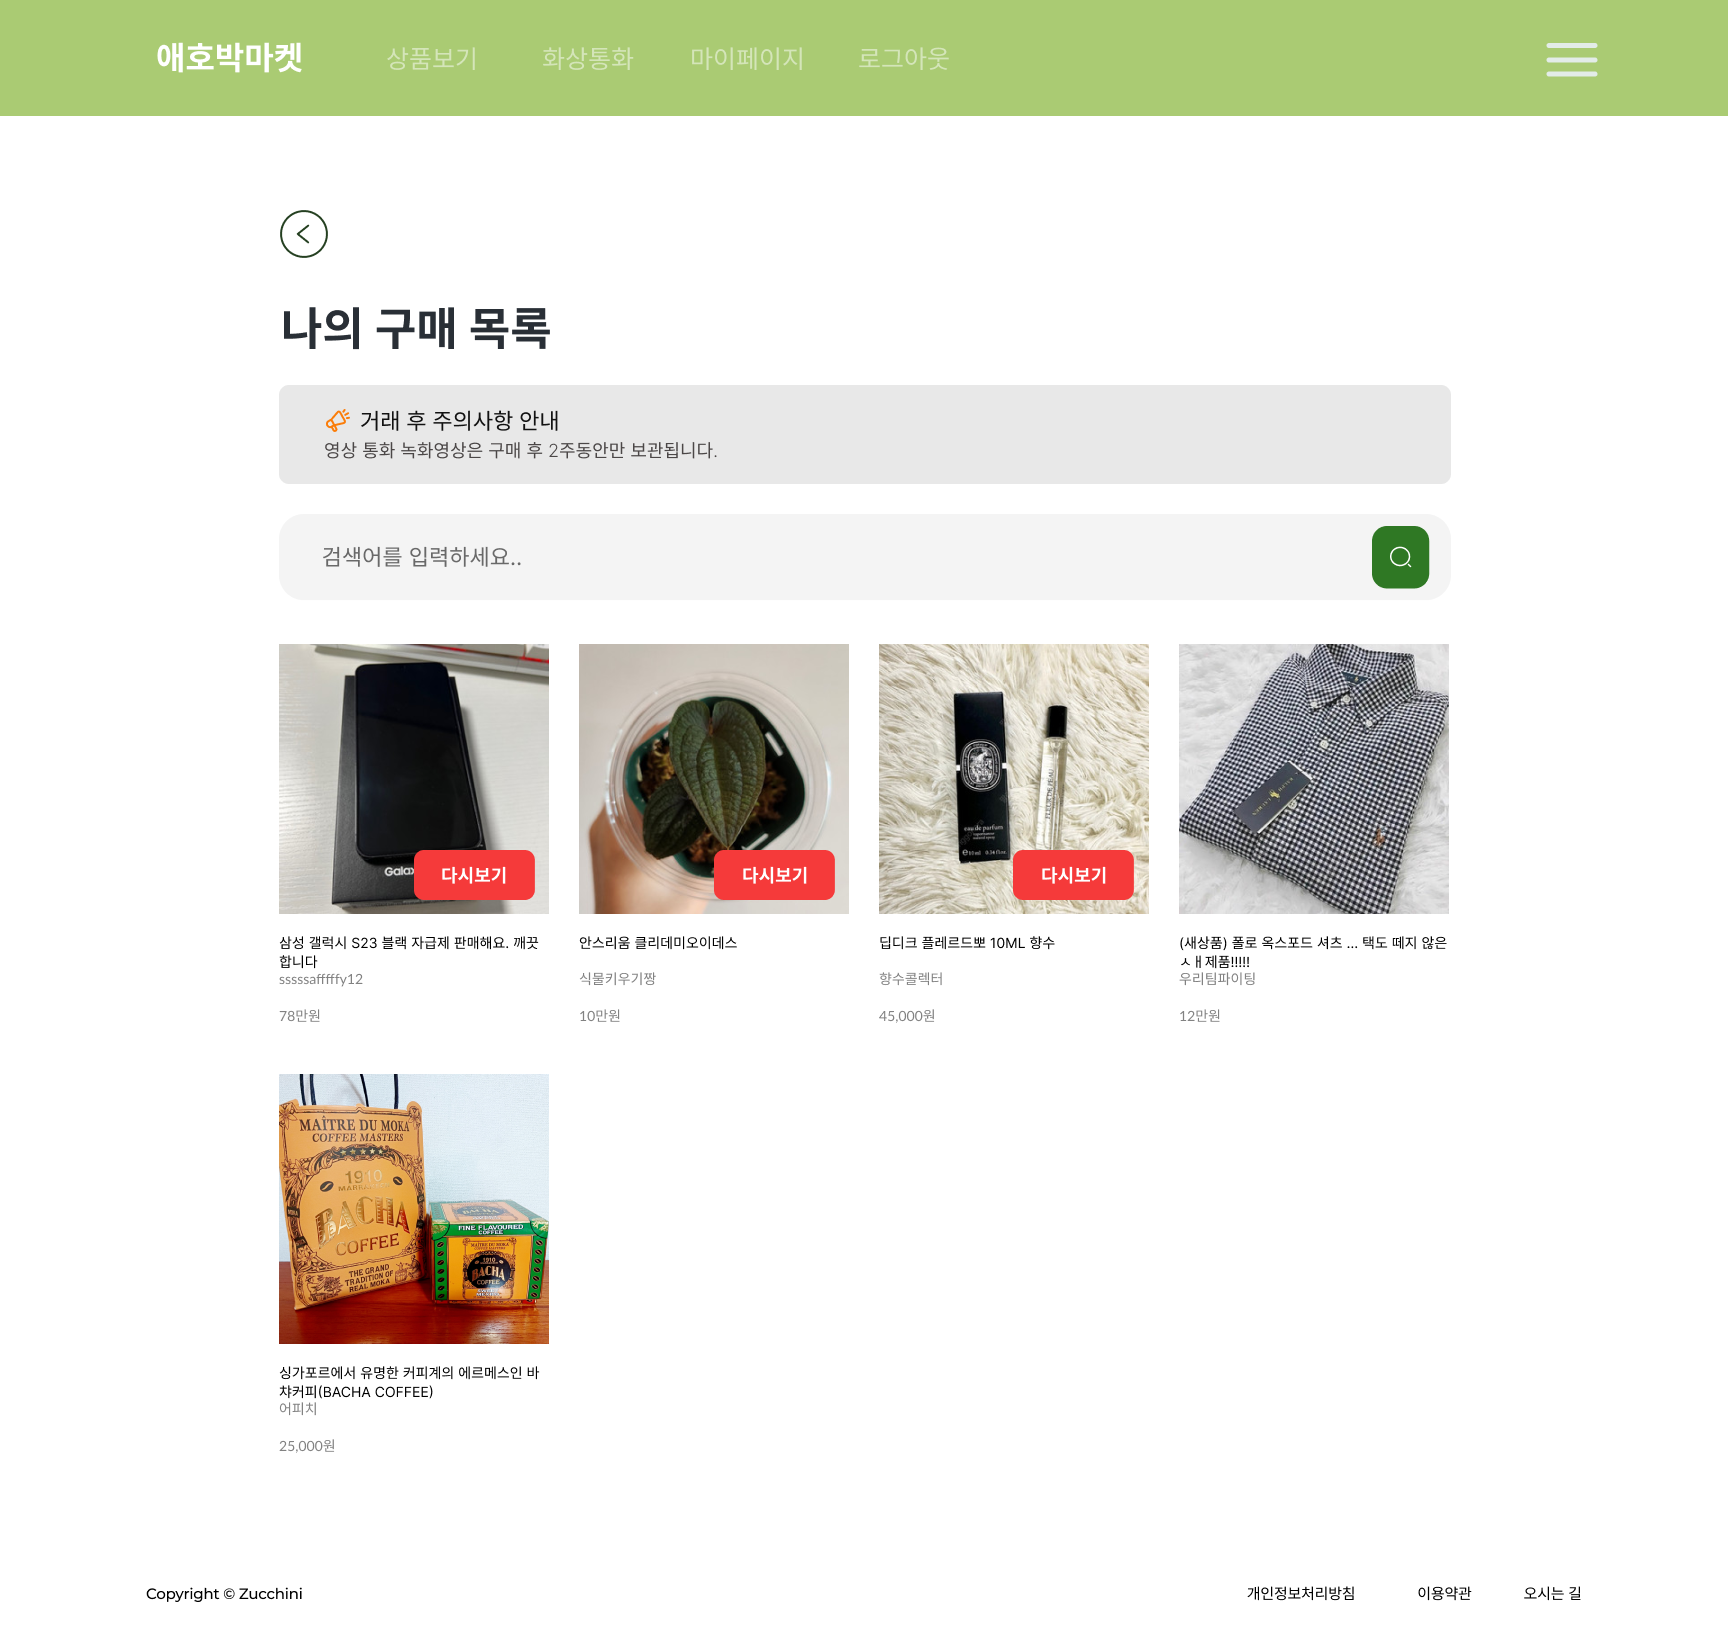 애호박마켓 상품보기 화상통화 마이페이지 로그아웃
나의 구매 목록
거래 후 주의사항 안내
영상 통화 녹화영상은 구매 후 2주동안만 보관됩니다.
검색어를 입력하세요..
Galax
다시보기
다시보기
eau de parfum
FLEUR DE PEAU
다시보기
삼성 갤럭시 S23 블랙 자급제 판매해요. 깨끗
합니다
sssssafffffy12
78만원
안스리움 클리데미오이데스
식물키우기짱
10만원
딥디크 플레르드뽀 10ML 향수
향수콜렉터
45,000원
(새상품) 폴로 옥스포드 셔츠 ... 택도 떼지 않은
ㅅㅐ제품!!!!!
우리팀파이팅
12만원
MAÎTRE DU MOKA
COFFEE MASTERS
1910
BACHA
COFFEE
THE GRAND
TRADITION OF
REAL MOKA
BACHA
FINE FLAVOURED
COFFEE
MAITRE DU MOKA
1910
BACHA
COFFEE
싱가포르에서 유명한 커피계의 에르메스인 바
챠커피(BACHA COFFEE)
어피치
25,000원
Copyright © Zucchini 개인정보처리방침 이용약관 오시는 길